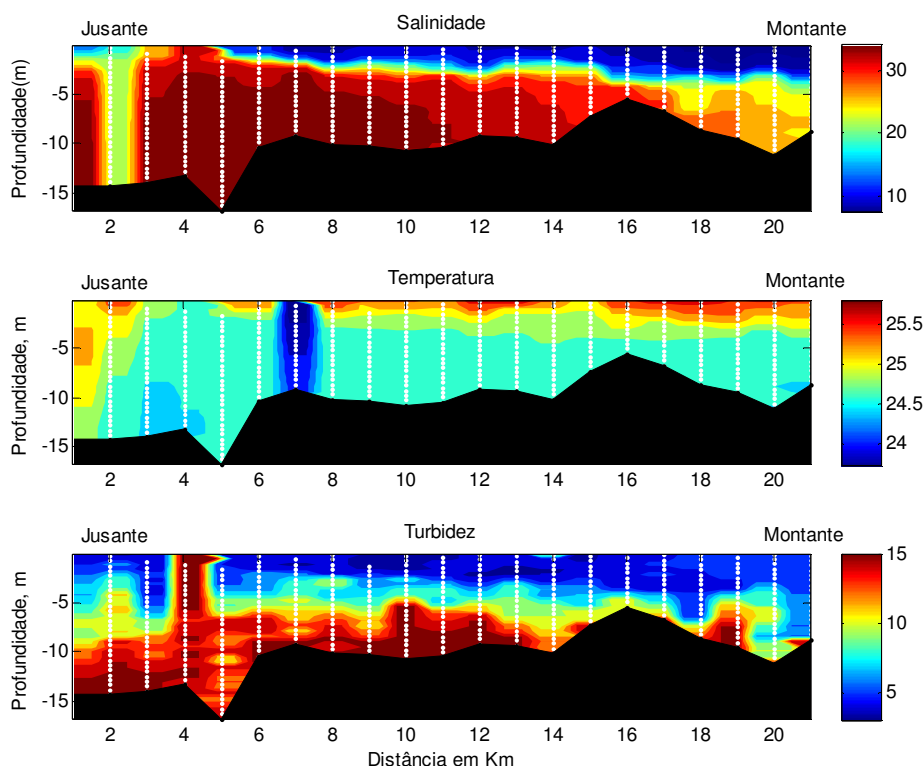 Salinidade
Jusante
Montante
Profundidade(m)
-5
-10
-15
2 4 6 8 10 12 14 16 18 20
30
20
10
Temperatura
Jusante
Montante
Profundidade, m
-5
-10
-15
2 4 6 8 10 12 14 16 18 20
25.5
25
24.5
24
Turbidez
Jusante
Montante
Profundidade, m
-5
-10
-15
2 4 6 8 10 12 14 16 18 20
Distância em Km
15
10
5